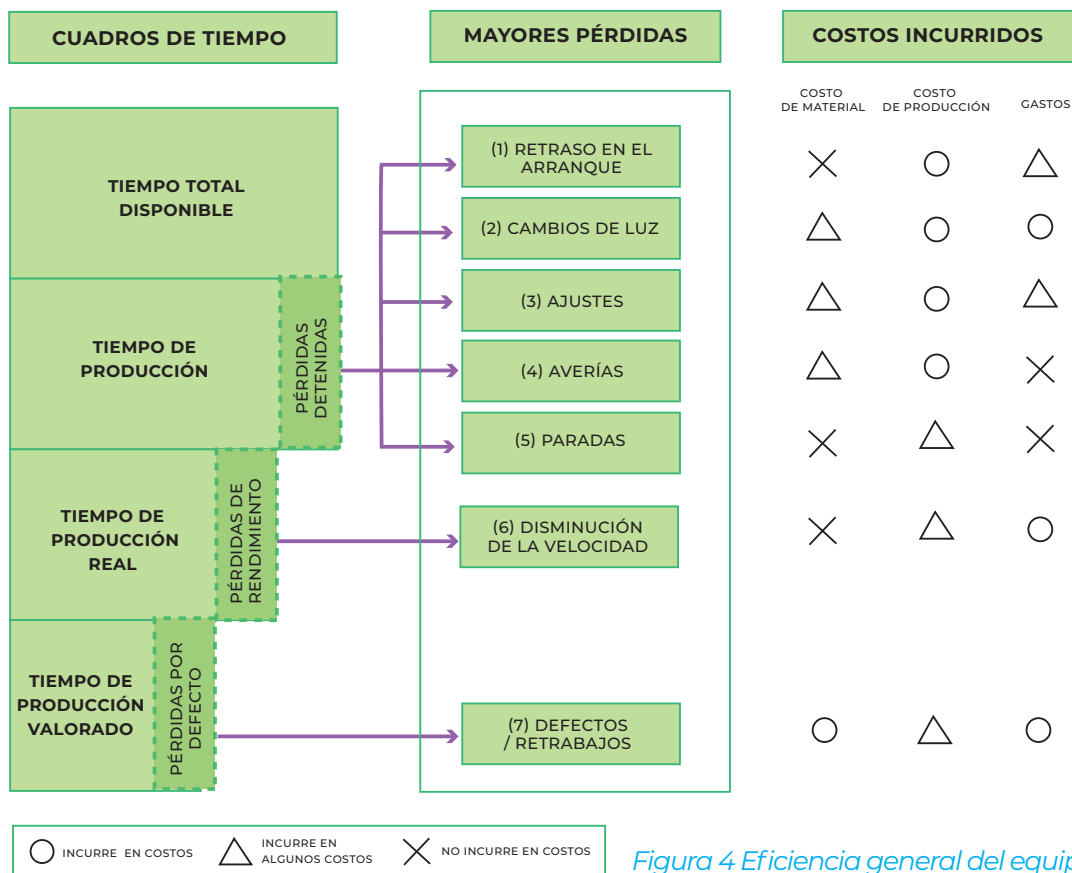 CUADROS DE TIEMPO
MAYORES PÉRDIDAS
COSTOS INCURRIDOS
COSTO
DE MATERIAL
COSTO
DE PRODUCCIÓN
GASTOS
TIEMPO TOTAL
DISPONIBLE
TIEMPO DE
PRODUCCIÓN
PÉRDIDAS
DETENIDAS
TIEMPO DE
PRODUCCIÓN
REAL
PÉRDIDAS DE
RENDIMIENTO
TIEMPO DE
PRODUCCIÓN
VALORADO
PÉRDIDAS POR
DEFECTO
(1) RETRASO EN EL
ARRANQUE
(2) CAMBIOS DE LUZ
(3) AJUSTES
(4) AVERÍAS
(5) PARADAS
(6) DISMINUCIÓN
DE LA VELOCIDAD
(7) DEFECTOS
/ RETRABAJOS
INCURRE EN COSTOS
INCURRE EN
ALGUNOS COSTOS
NO INCURRE EN COSTOS
Figura 4 Eficiencia general del equip